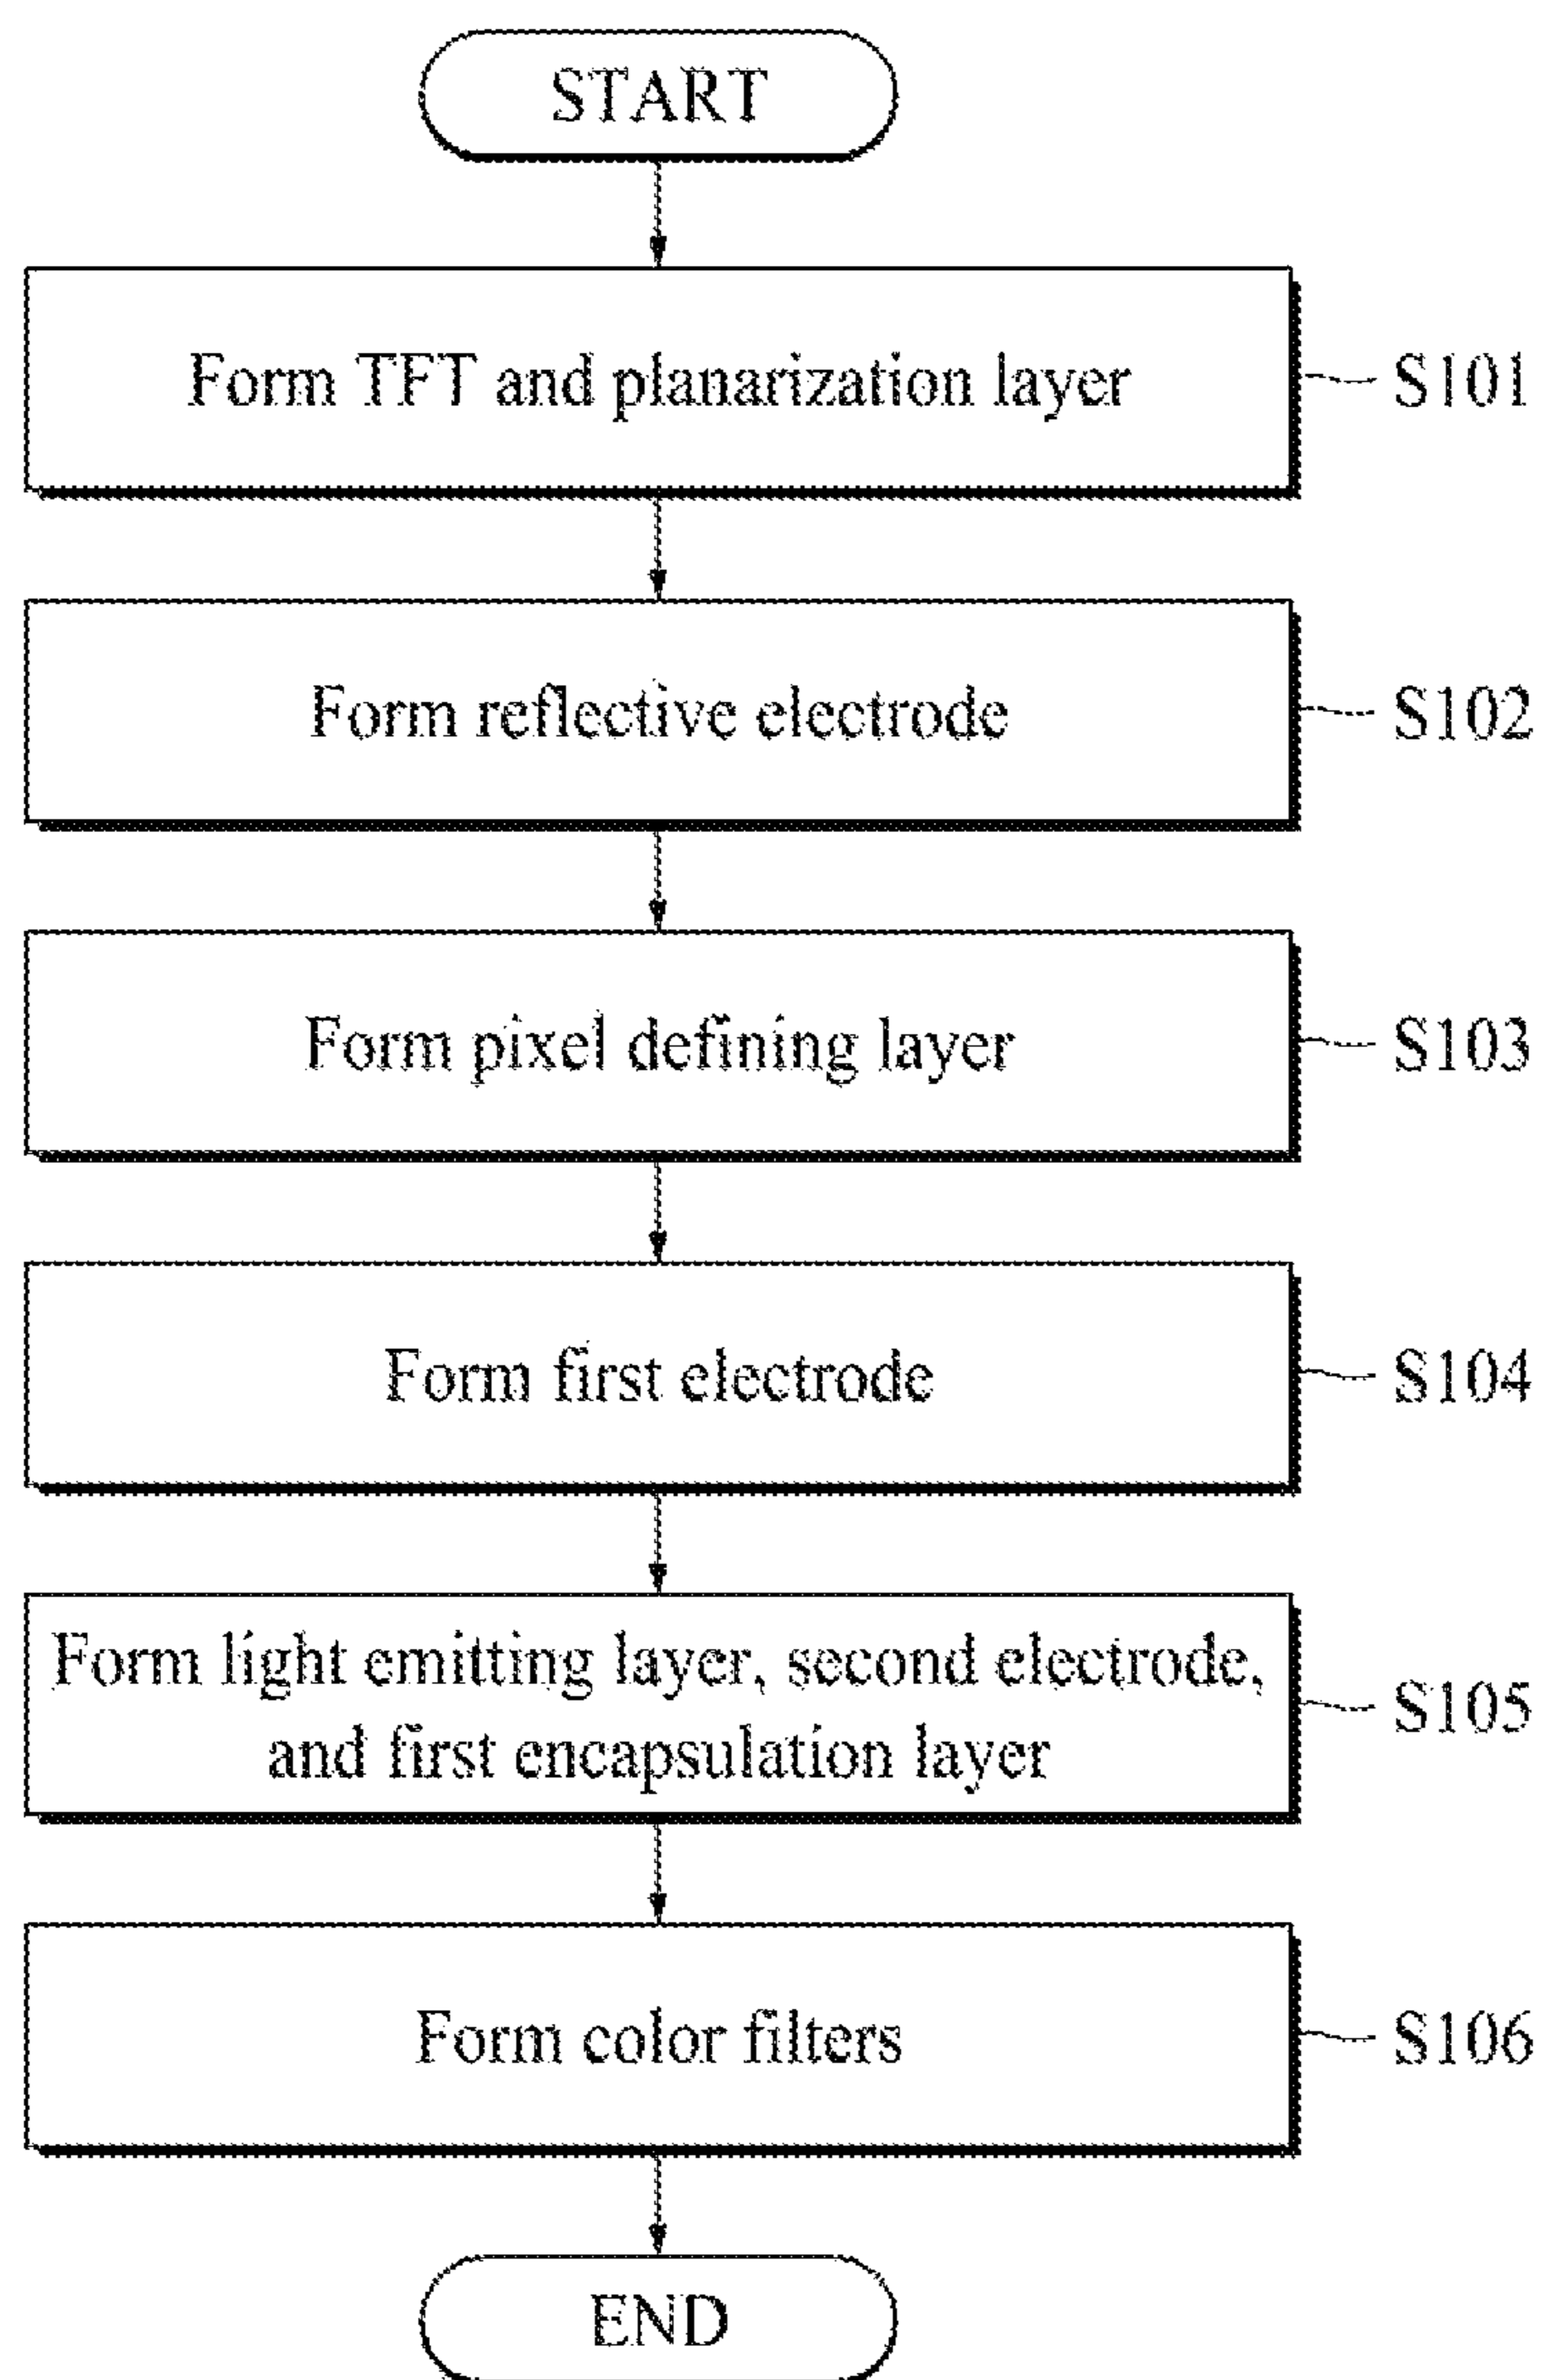 START
Form TFT and planarization layer
S101
Form reflective electrode
S102
Form pixel defining layer
S103
Form first electrode
S104
Form light emitting layer, second electrode,
and first encapsulation layer
S105
Form color filters
S106
END